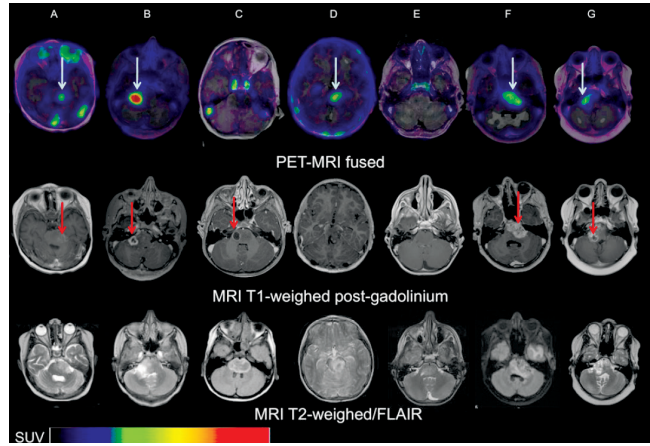 A B C D E F G
PET-MRI fused
MRI T1-weighed post-gadolinium
MRI T2-weighed/FLAIR
SUV